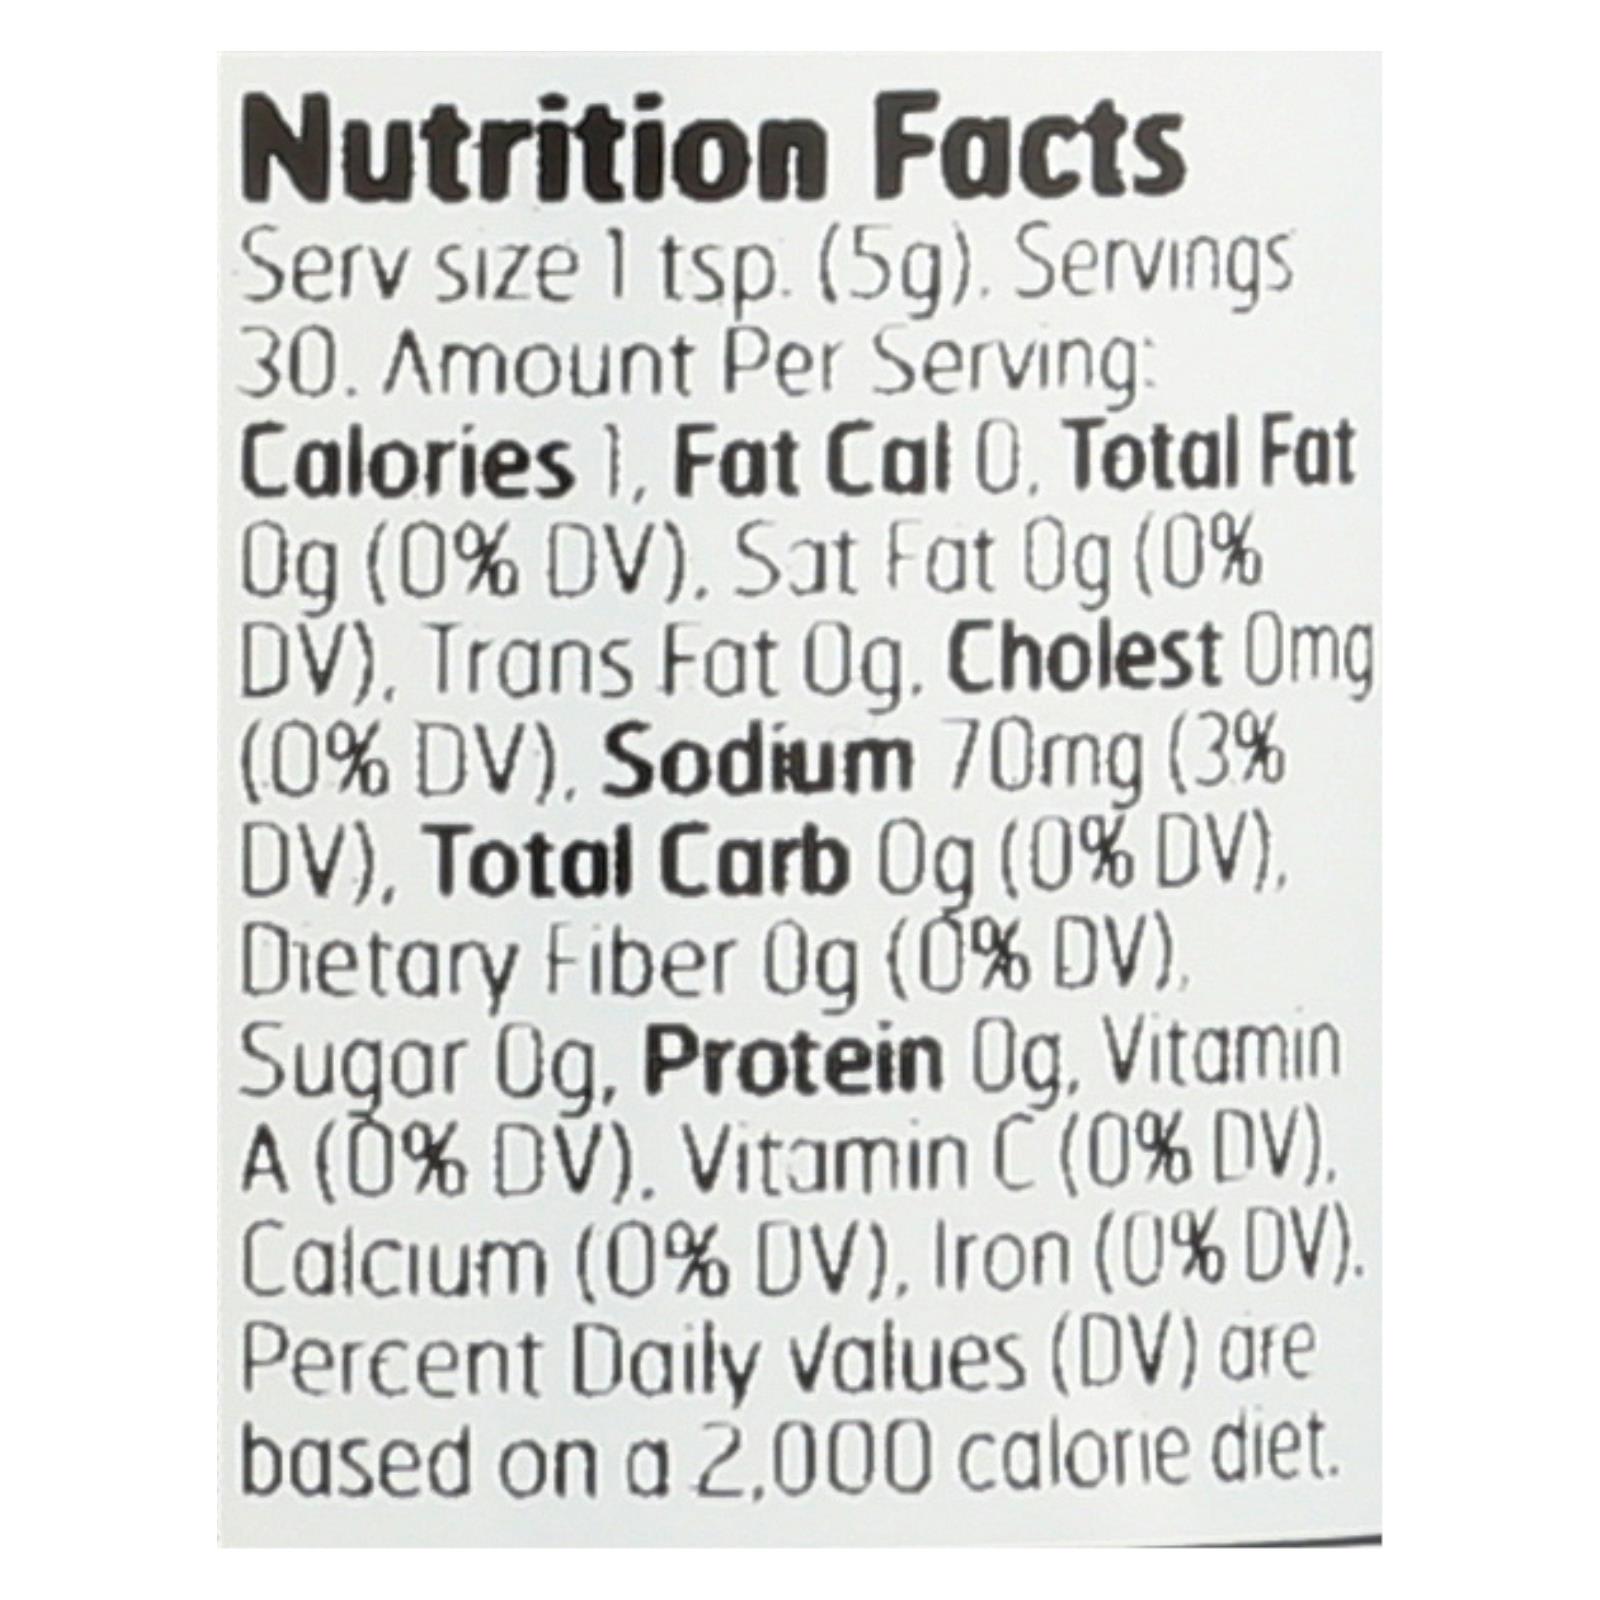 Nutrition Facts
Serv size 1 tsp. (5g), Servings
30. Amount Per Serving:
Calories 1, Fat Cal 0, Total Fat
0g (0% DV), Sat Fat 0g (0%
DV), Trans Fat 0g, Cholest 0mg
(0% DV), Sodium 70mg (3%
DV), Total Carb 0g (0% DV),
Dietary Fiber 0g (0% DV),
Sugar 0g, Protein 0g, Vitamin
A (0% DV), Vitamin C (0% DV),
Calcium (0% DV), Iron (0% DV).
Percent Daily Values (DV) are
based on a 2,000 calorie diet.